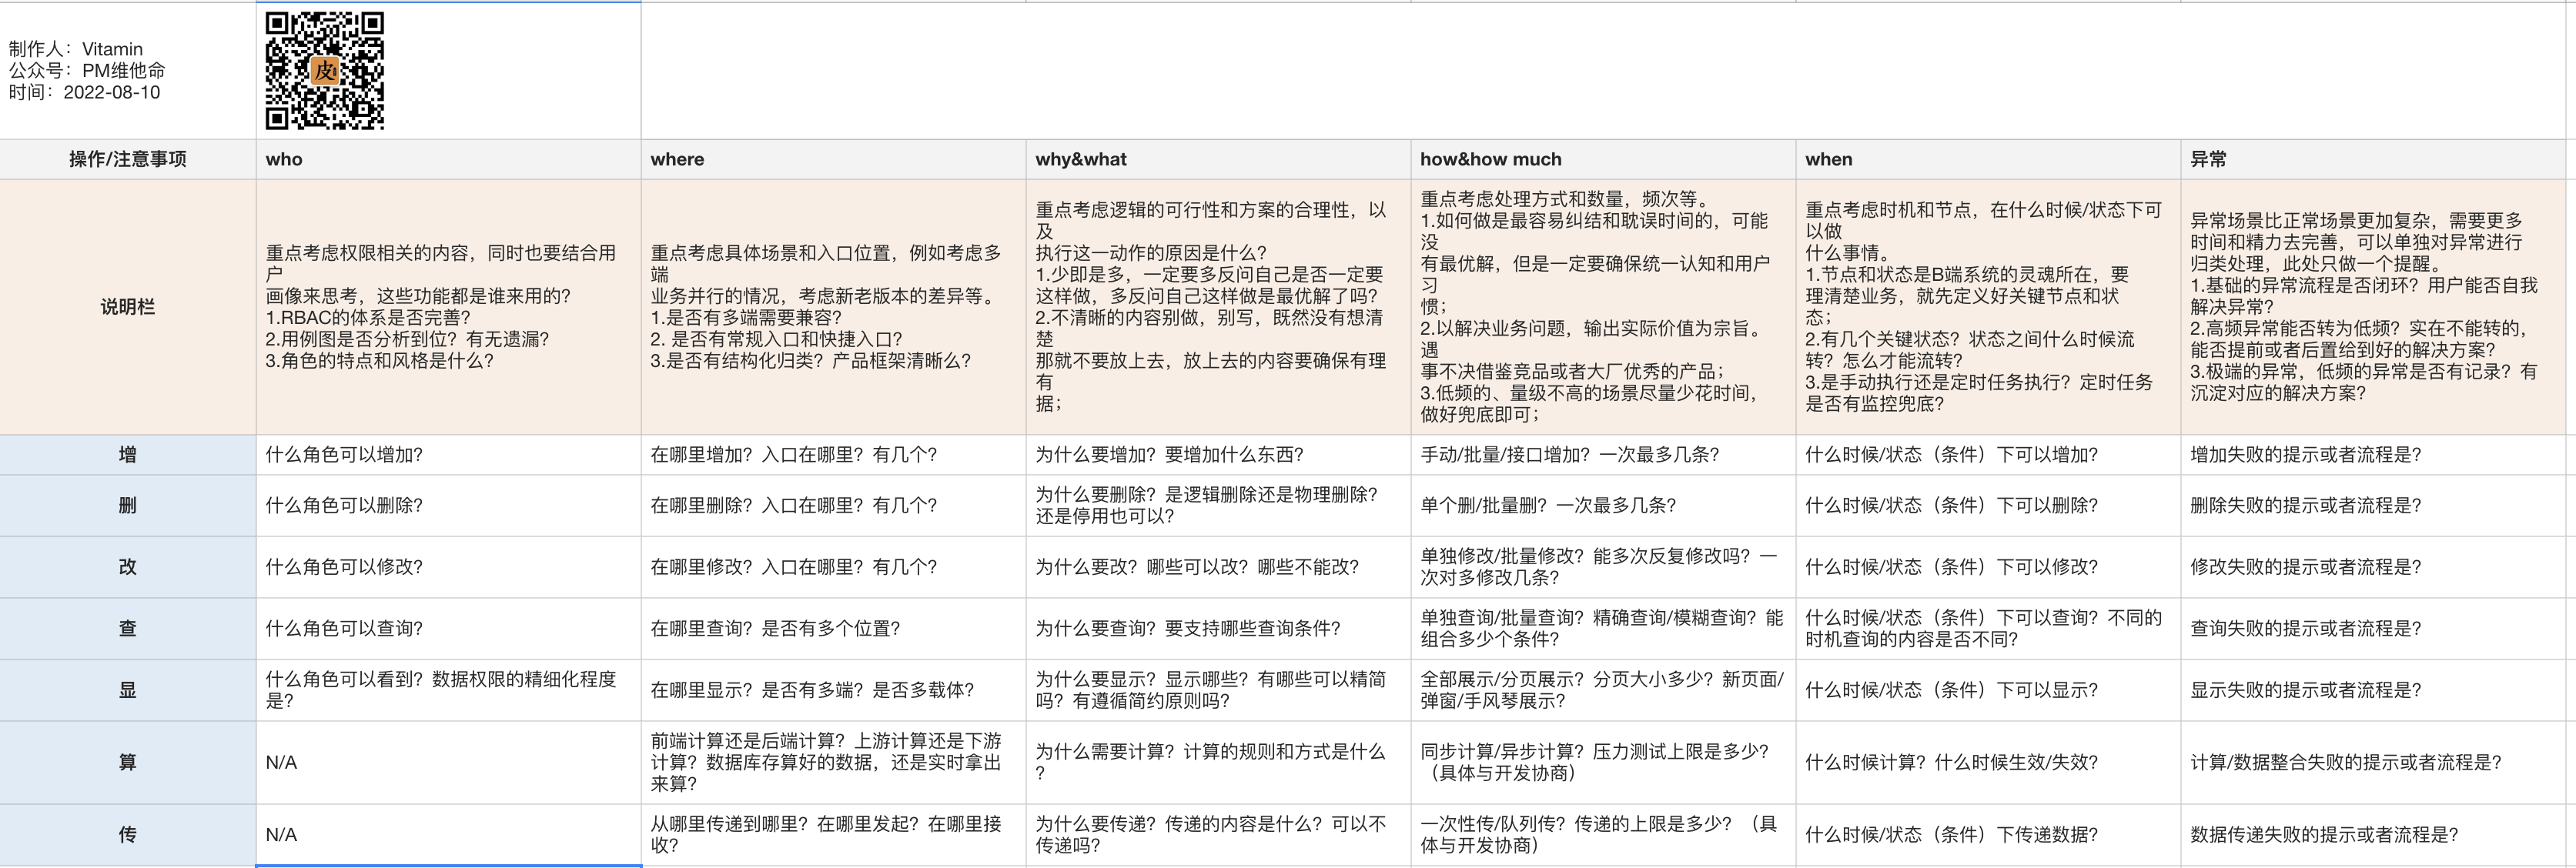 制作人：Vitamin
公众号：PM维他命
时间：2022-08-10
皮
操作/注意事项
who
where
why&what
how&how much
when
异常
说明栏
重点考虑权限相关的内容，同时也要结合用
户
画像来思考，这些功能都是谁来用的？
1.RBAC的体系是否完善？
2.用例图是否分析到位？有无遗漏？
3.角色的特点和风格是什么？
重点考虑具体场景和入口位置，例如考虑多
端
业务并行的情况，考虑新老版本的差异等。
1.是否有多端需要兼容？
2. 是否有常规入口和快捷入口？
3.是否有结构化归类？产品框架清晰么？
重点考虑逻辑的可行性和方案的合理性，以
及
执行这一动作的原因是什么？
1.少即是多，一定要多反问自己是否一定要
这样做，多反问自己这样做是最优解了吗？
2.不清晰的内容别做，别写，既然没有想清
楚
那就不要放上去，放上去的内容要确保有理
有
据；
重点考虑处理方式和数量，频次等。
1.如何做是最容易纠结和耽误时间的，可能
没
有最优解，但是一定要确保统一认知和用户
习
惯；
2.以解决业务问题，输出实际价值为宗旨。
遇
事不决借鉴竞品或者大厂优秀的产品；
3.低频的、量级不高的场景尽量少花时间，
做好兜底即可；
重点考虑时机和节点，在什么时候/状态下可
以做
什么事情。
1.节点和状态是B端系统的灵魂所在，要
理清楚业务，就先定义好关键节点和状
态；
2.有几个关键状态？状态之间什么时候流
转？怎么才能流转？
3.是手动执行还是定时任务执行？定时任务
是否有监控兜底？
异常场景比正常场景更加复杂，需要更多
时间和精力去完善，可以单独对异常进行
归类处理，此处只做一个提醒。
1.基础的异常流程是否闭环？用户能否自我
解决异常？
2.高频异常能否转为低频？实在不能转的，
能否提前或者后置给到好的解决方案？
3.极端的异常，低频的异常是否有记录？有
沉淀对应的解决方案？
增
什么角色可以增加？
在哪里增加？入口在哪里？有几个？
为什么要增加？要增加什么东西？
手动/批量/接口增加？一次最多几条？
什么时候/状态（条件）下可以增加？
增加失败的提示或者流程是？
删
什么角色可以删除？
在哪里删除？入口在哪里？有几个？
为什么要删除？是逻辑删除还是物理删除？
还是停用也可以？
单个删/批量删？一次最多几条？
什么时候/状态（条件）下可以删除？
删除失败的提示或者流程是？
改
什么角色可以修改？
在哪里修改？入口在哪里？有几个？
为什么要改？哪些可以改？哪些不能改？
单独修改/批量修改？能多次反复修改吗？一
次对多修改几条？
什么时候/状态（条件）下可以修改？
修改失败的提示或者流程是？
查
什么角色可以查询？
在哪里查询？是否有多个位置？
为什么要查询？要支持哪些查询条件？
单独查询/批量查询？精确查询/模糊查询？能
组合多少个条件？
什么时候/状态（条件）下可以查询？不同的
时机查询的内容是否不同？
查询失败的提示或者流程是？
显
什么角色可以看到？数据权限的精细化程度
是？
在哪里显示？是否有多端？是否多载体？
为什么要显示？显示哪些？有哪些可以精简
吗？有遵循简约原则吗？
全部展示/分页展示？分页大小多少？新页面/
弹窗/手风琴展示？
什么时候/状态（条件）下可以显示？
显示失败的提示或者流程是？
算
N/A
前端计算还是后端计算？上游计算还是下游
计算？数据库存算好的数据，还是实时拿出
来算？
为什么需要计算？计算的规则和方式是什么
？
同步计算/异步计算？压力测试上限是多少？
（具体与开发协商）
什么时候计算？什么时候生效/失效？
计算/数据整合失败的提示或者流程是？
传
N/A
从哪里传递到哪里？在哪里发起？在哪里接
收？
为什么要传递？传递的内容是什么？可以不
传递吗？
一次性传/队列传？传递的上限是多少？（具
体与开发协商）
什么时候/状态（条件）下传递数据？
数据传递失败的提示或者流程是？